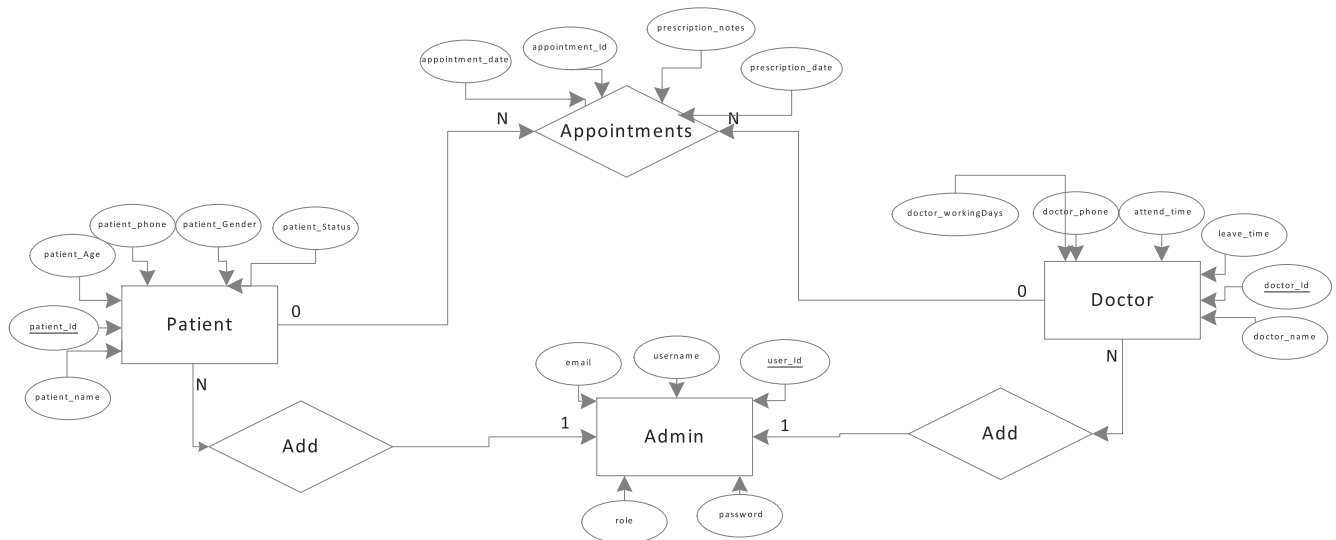 prescription_notes
appointment_Id
appointment_date
prescription_date
N
N
Appointments
patient_phone
patient_Gender
patient_Status
doctor_workingDays
doctor_phone
attend_time
leave_time
patient_Age
doctor_Id
0
0
Patient
Doctor
patient_Id
doctor_name
patient_name
email
username
user_Id
N
N
1
1
Add
Admin
Add
role
password